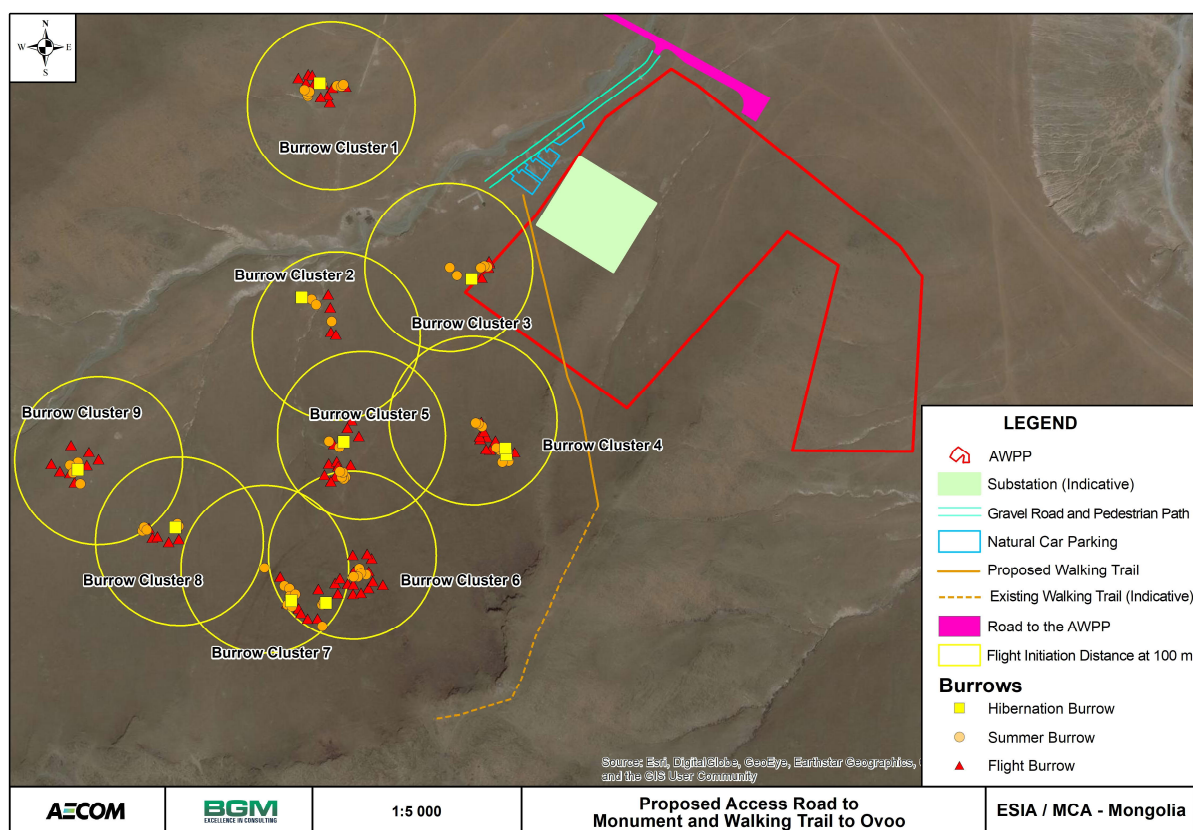 N
W E
S
Burrow Cluster 1
Burrow Cluster 2
Burrow Cluster 3
Burrow Cluster 5
Burrow Cluster 9
Burrow Cluster 4
Burrow Cluster 8
Burrow Cluster 6
Burrow Cluster 7
LEGEND
AWPP
Substation (Indicative)
Gravel Road and Pedestrian Path
Natural Car Parking
Proposed Walking Trail
Existing Walking Trail (Indicative)
Road to the AWPP
Flight Initiation Distance at 100 m
Burrows
Hibernation Burrow
Summer Burrow
Flight Burrow
Source: Esri, DigitalGlobe, GeoEye, Earthstar Geographics,
and the GIS User Community
AECOM
BGM
EXCELLENCE IN CONSULTING
1:5 000
Proposed Access Road to
Monument and Walking Trail to Ovoo
ESIA / MCA - Mongolia